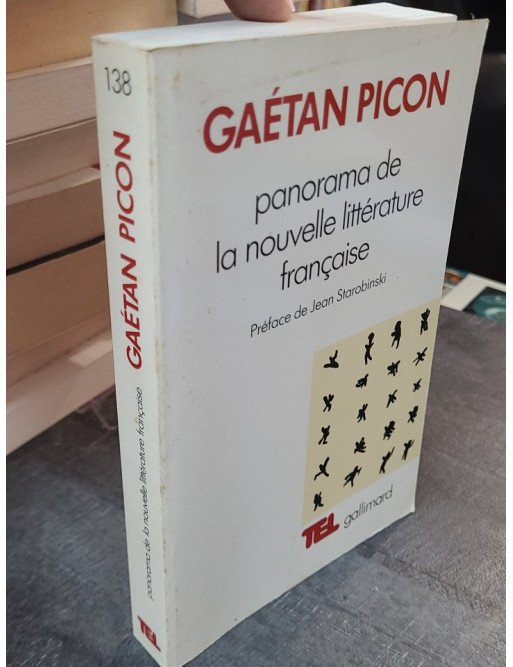 138
GAÉTAN PICON
panorama de la nouvelle littérature française
TEL
GAÉTAN PICON
panorama de
la nouvelle littérature
française
Préface de Jean Starobinski
TEL gallimard